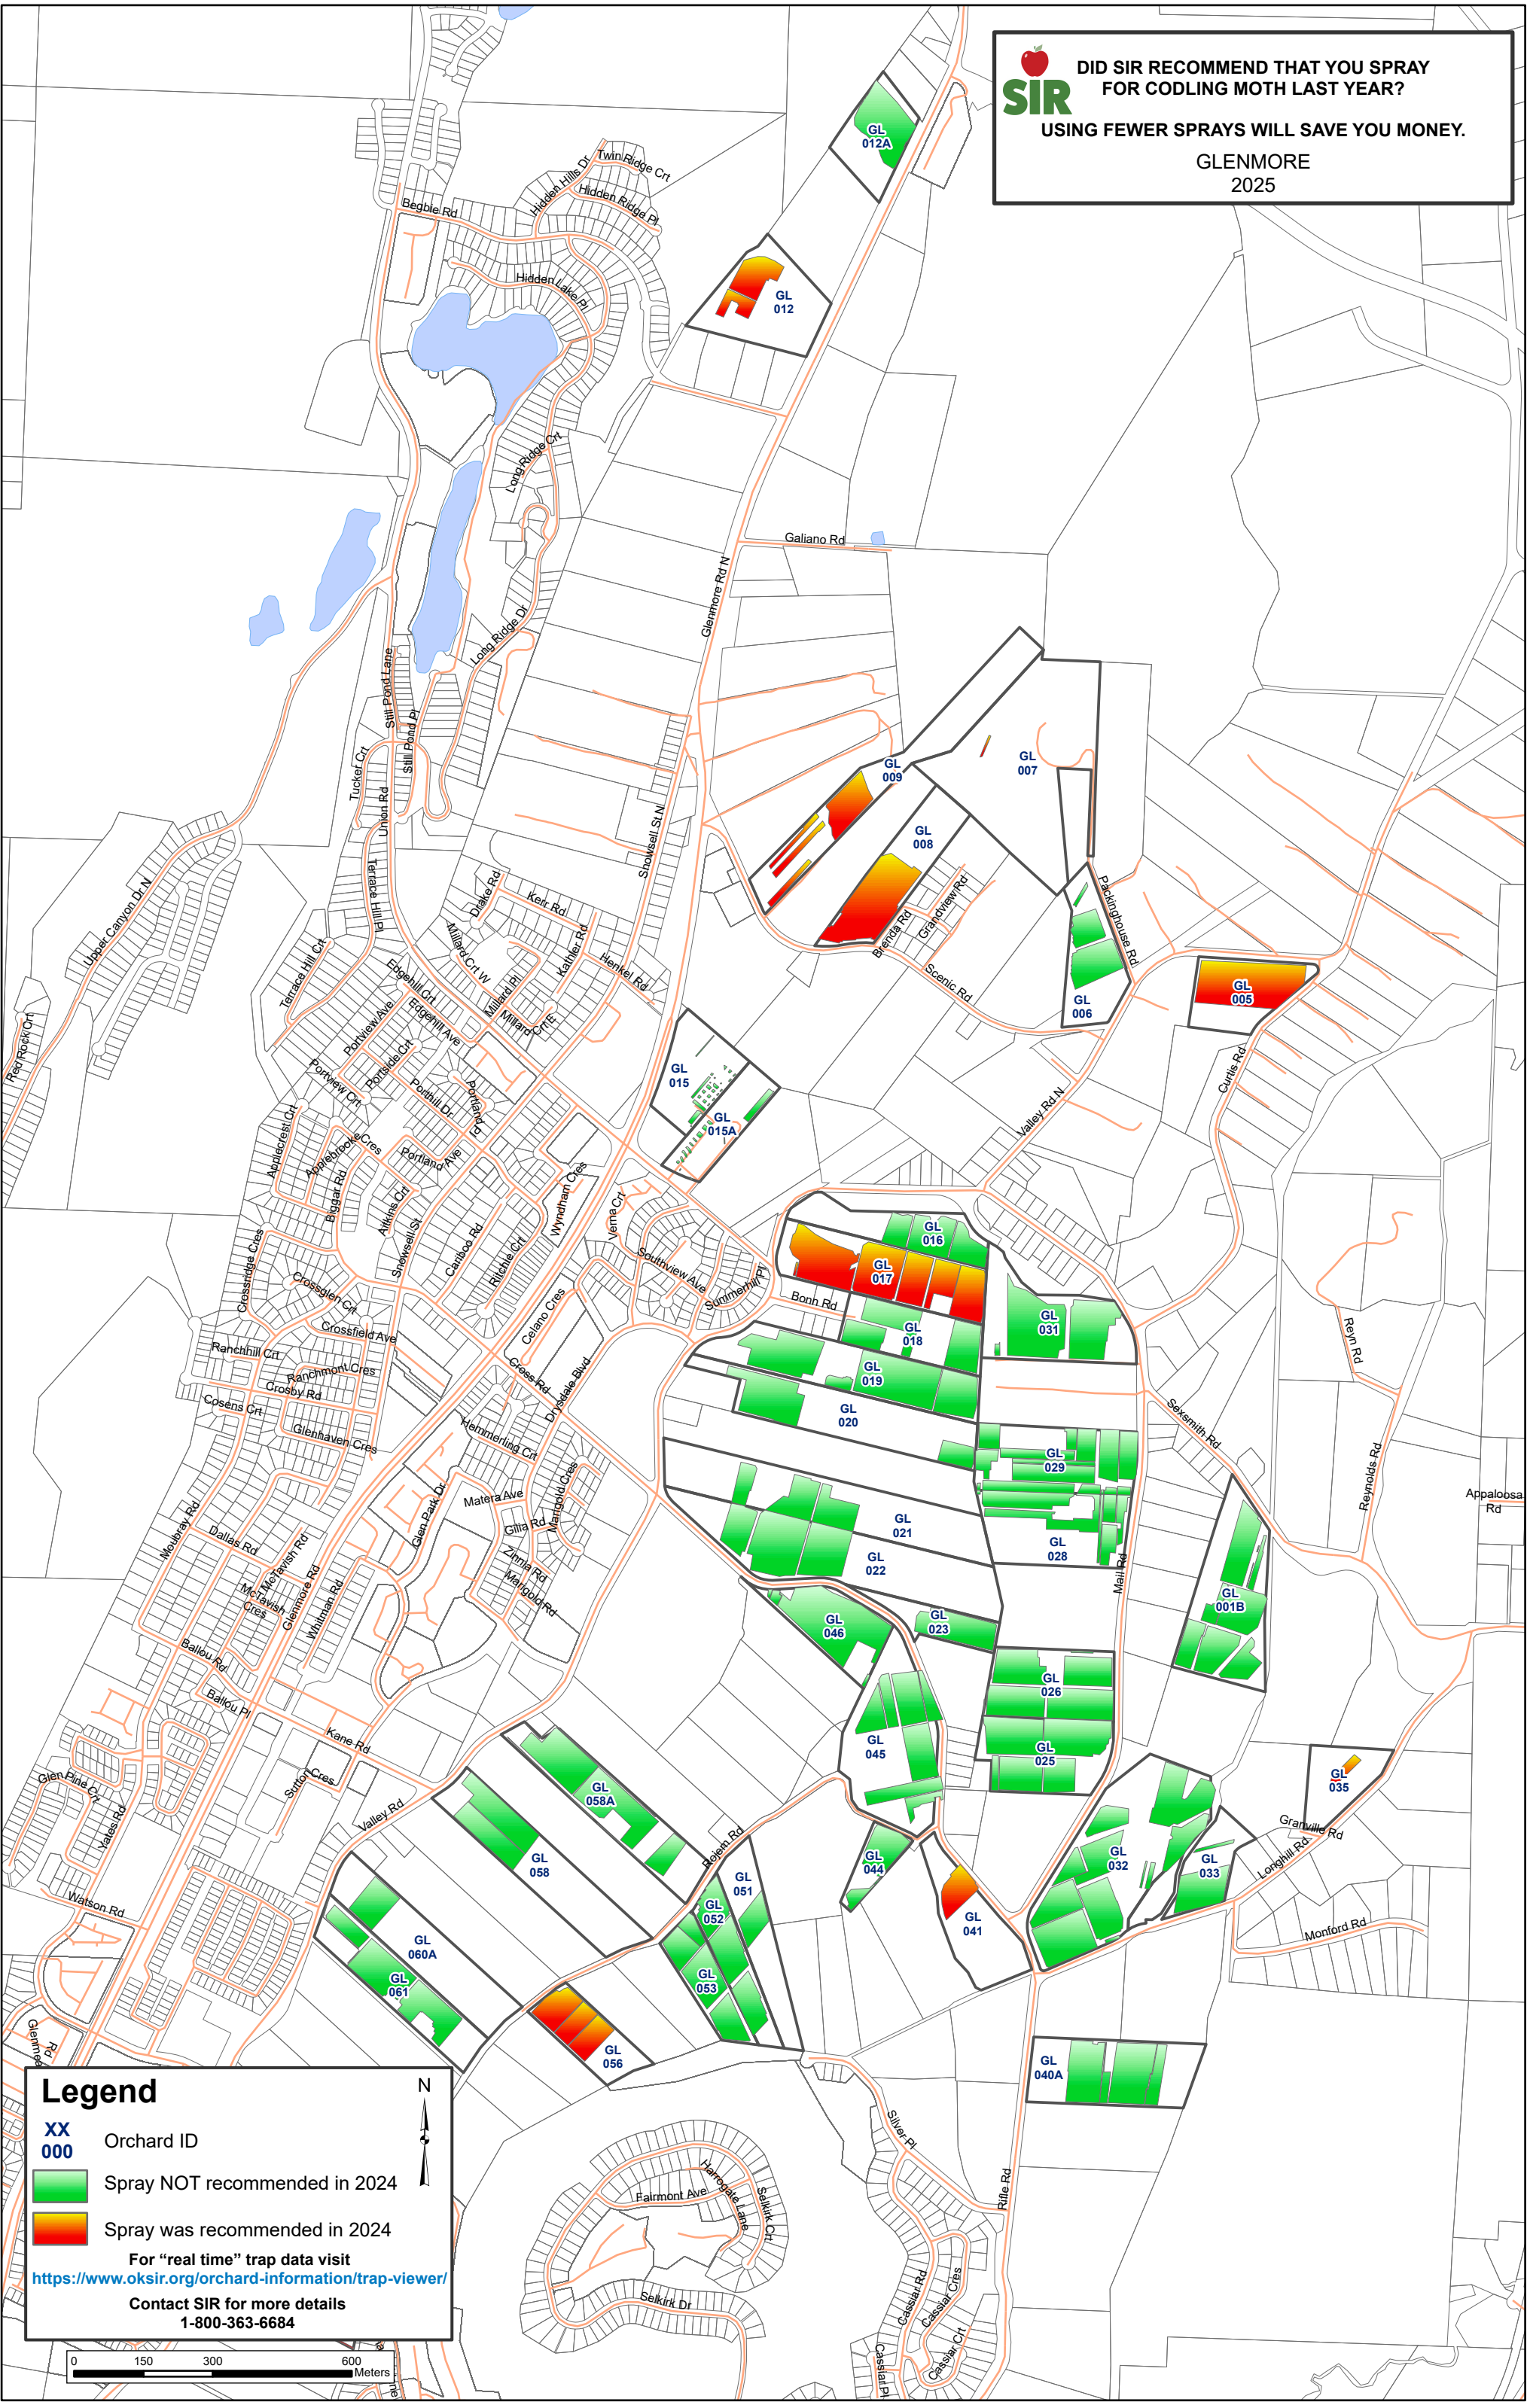 SIR
DID SIR RECOMMEND THAT YOU SPRAY
FOR CODLING MOTH LAST YEAR?
USING FEWER SPRAYS WILL SAVE YOU MONEY.
GLENMORE
2025
GL
012A
Twin Ridge Crt
Hidden Hills Dr
Hidden Ridge Pl
Begbie Rd
Hidden Lake Pl
GL
012
Long Ridge Crt
Galiano Rd
Glenmore Rd N
Long Ridge Dr
Still Pond Lane
Still Pond Pl
Tucker Crt
Union Rd
GL
007
GL
009
GL
008
Snowsell St N
Terrace Hill Pl
Drake Rd
Kerr Rd
Upper Canyon Dr N
Millard Crt W
Kathler Rd
Henkel Rd
Brenda Rd
Grandview Rd
Packinghouse Rd
Terrace Hill Crt
Edgehill Crt
Edgehill Ave
Millard Pl
Millard Crt E
Scenic Rd
GL
006
GL
005
Red Rock Crt
Portview Ave
Portside Crt
Portview Crt
Porthill Dr
Portland Pl
GL
015
GL
015A
Curtis Rd
Valley Rd N
Applecrest Crt
Applebrooke Cres
Portland Ave
Biggar Rd
Aitkins Crt
Snowsell St
Cariboo Rd
Ritchie Crt
Wyndham Cres
Verna Crt
Southview Ave
Summerhill Pl
GL
016
GL
017
Bonn Rd
GL
018
GL
031
Crossridge Cres
Crossglen Crt
Crossfield Ave
Celano Cres
Ranchhill Crt
Ranchmont Cres
Crosby Rd
Cosens Crt
Glenhaven Cres
Cross Rd
Drysdale Blvd
GL
019
GL
020
Reyn Rd
Hemmerling Crt
Sexsmith Rd
GL
029
Reynolds Rd
Appaloosa
Rd
Moubray Rd
Glen Park Dr
Matera Ave
Marigold Cres
Gilia Rd
Zinnia Rd
Marigold Rd
GL
021
GL
022
GL
028
Mail Rd
Dallas Rd
McTavish Rd
McTavish
Cres
Glenmore Rd
Whitman Rd
GL
001B
GL
046
GL
023
Ballou Rd
Ballou Pl
GL
026
Kane Rd
GL
045
GL
025
GL
035
Glen Pine Crt
Sutton Cres
Yates Rd
Valley Rd
GL
058A
GL
058
Rojem Rd
Granville Rd
Longhill Rd
GL
032
GL
033
GL
044
GL
051
GL
052
GL
041
Watson Rd
Monford Rd
GL
060A
GL
061
GL
053
GL
056
GL
040A
Silver Pl
Rifle Rd
Harrogate Lane
Fairmont Ave
Selkirk Crt
Selkirk Dr
Cassiar Rd
Cassiar Cres
Cassiar Crt
Cassiar Pl
Legend
N
XX
000
Orchard ID
Spray NOT recommended in 2024
Spray was recommended in 2024
For “real time” trap data visit
https://www.oksir.org/orchard-information/trap-viewer/
Contact SIR for more details
1-800-363-6684
0 150 300 600
Meters